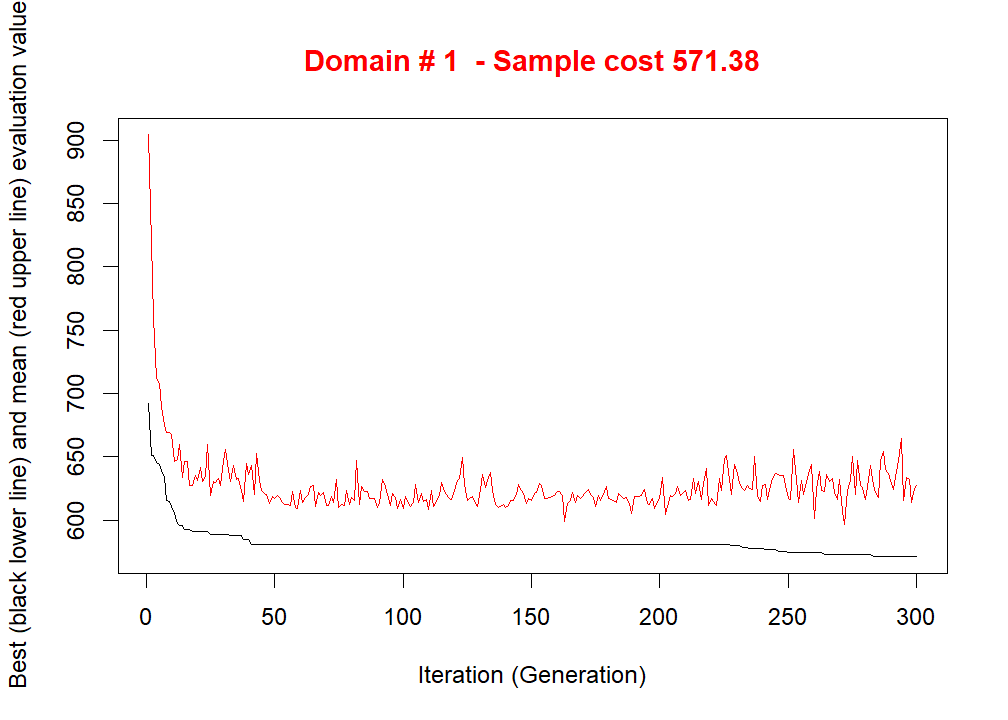 Domain # 1  - Sample cost 571.38
Best (black lower line) and mean (red upper line) evaluation value
900
850
800
750
700
650
600
0 50 100 150 200 250 300
Iteration (Generation)